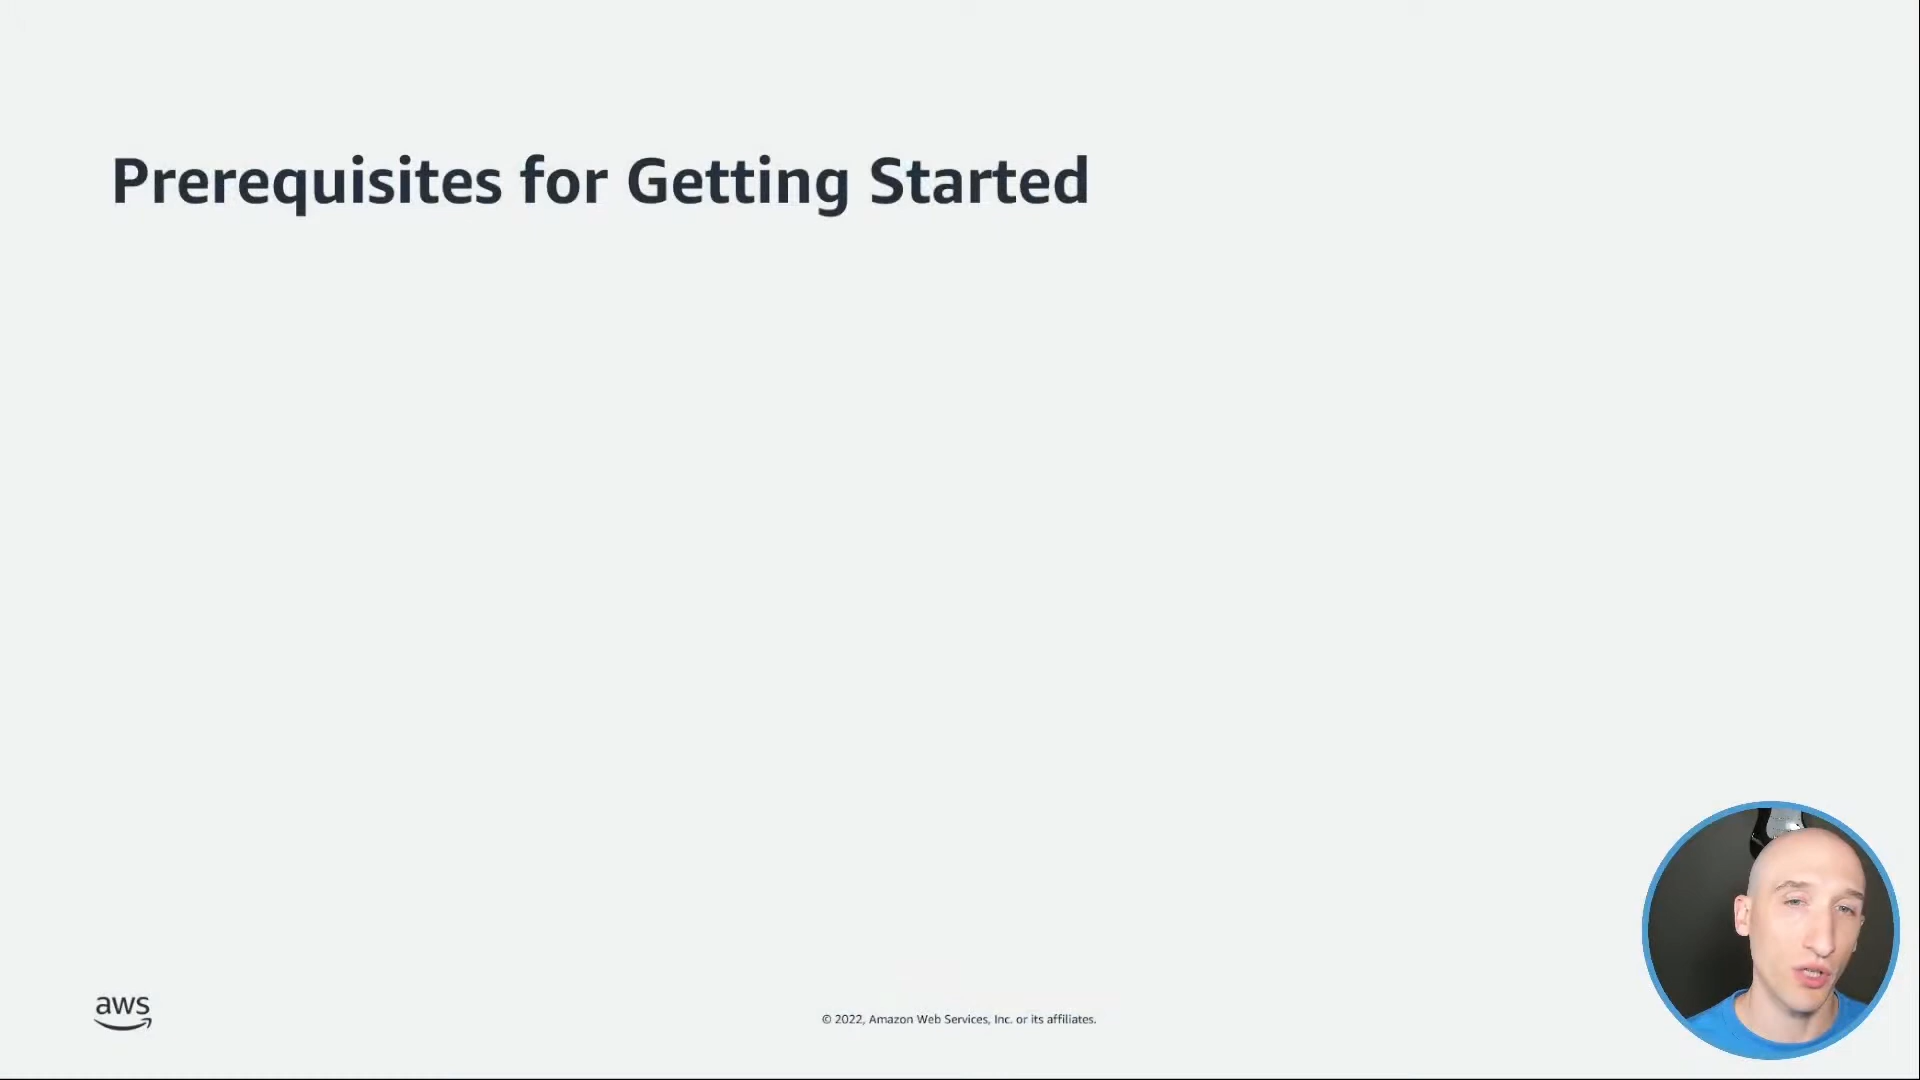 Prerequisites for Getting Started
aws
© 2022, Amazon Web Services, Inc. or its affiliates.